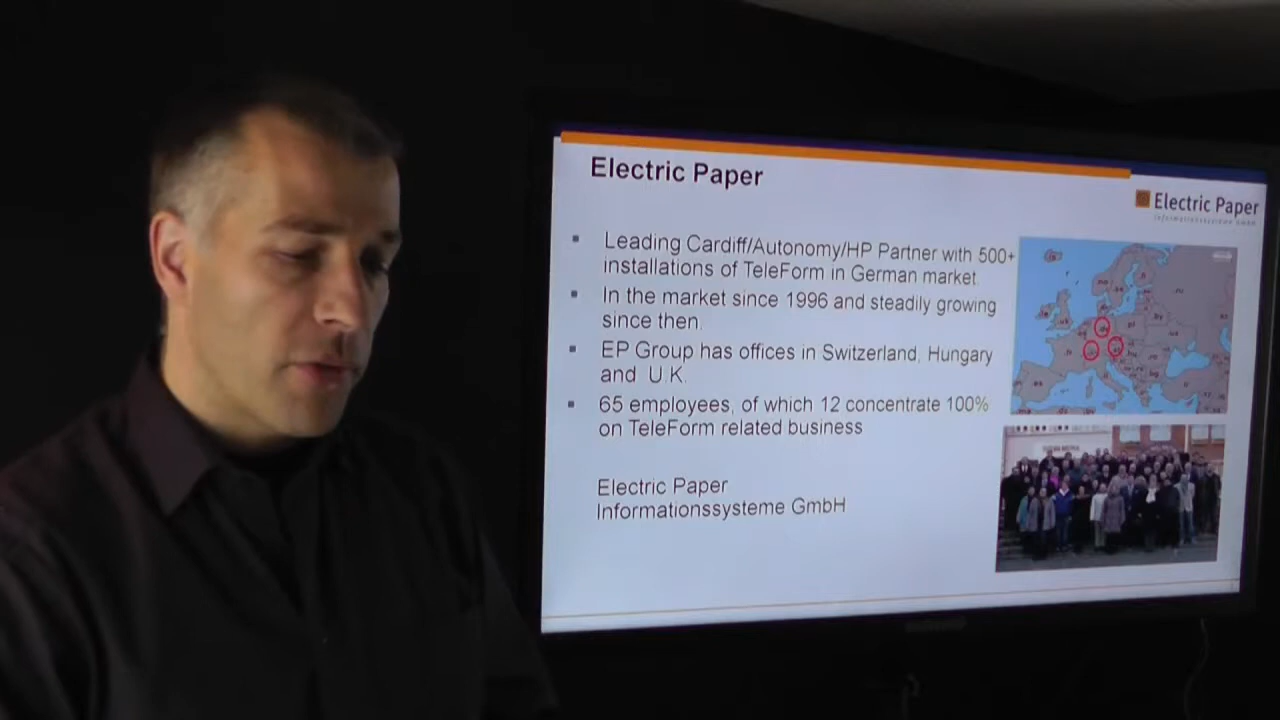 Electric Paper
Electric Paper
Informationssysteme GmbH
Leading Cardiff/Autonomy/HP Partner with 500+
installations of TeleForm in German market.
In the market since 1996 and steadily growing
since then.
EP Group has offices in Switzerland, Hungary
and U.K.
65 employees, of which 12 concentrate 100%
on TeleForm related business
Electric Paper
Informationssysteme GmbH